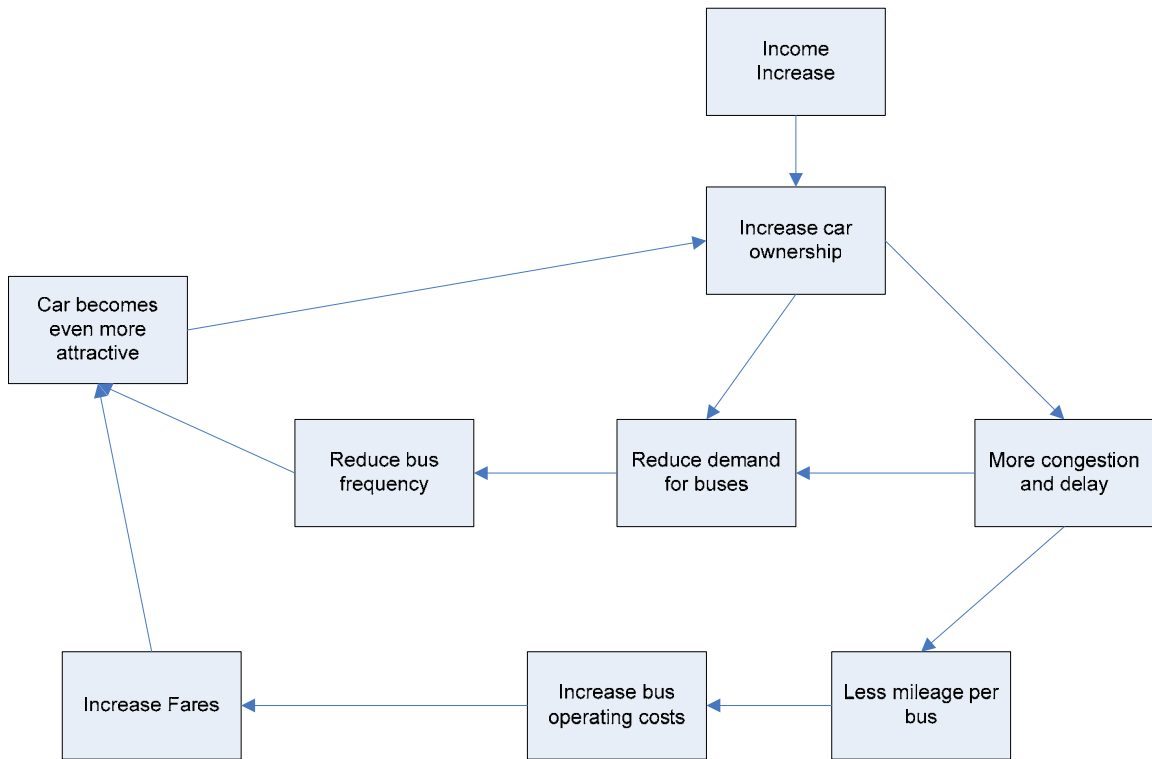 Income
Increase
Increase car
ownership
Car becomes
even more
attractive
Reduce bus
frequency
Reduce demand
for buses
More congestion
and delay
Increase Fares
Increase bus
operating costs
Less mileage per
bus